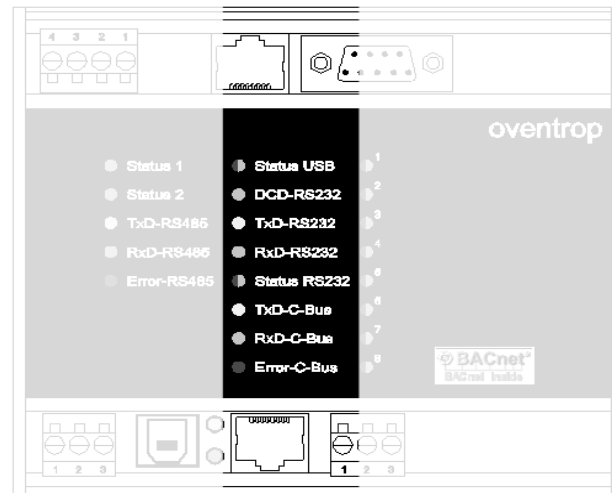 4 3 2 1
oventrop
Status 1 Status USB 1
Status 2 DCD-RS232 2
TxD-RS485 TxD-RS232 3
RxD-RS485 RxD-RS232 4
Error-RS485 Status RS232 5
TxD-C-Bus 6
RxD-C-Bus 7
Error-C-Bus 8
BACnet®
BACnet Inside
1 2 3 1 2 3